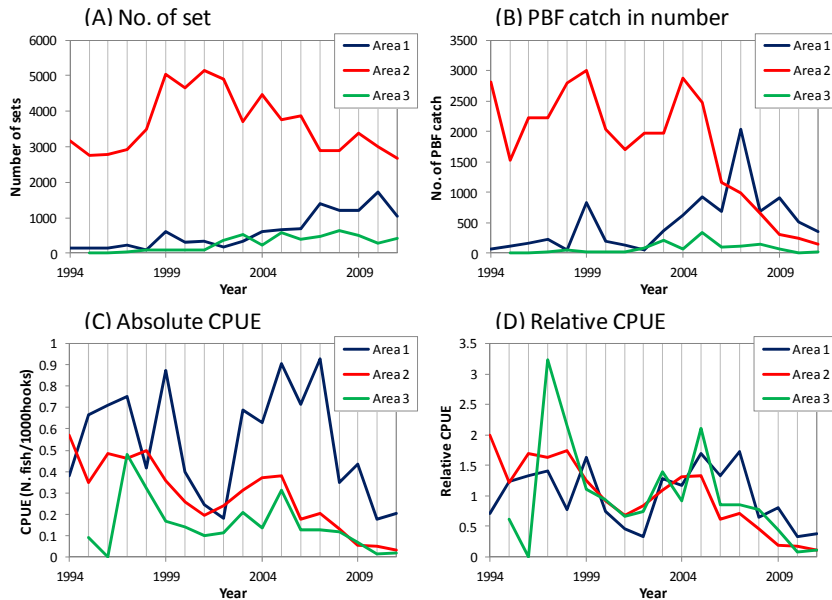 (A) No. of set
6000
5000
4000
3000
2000
1000
0
Number of sets
1994
1999
2004
2009
Year
Area 1
Area 2
Area 3
(B) PBF catch in number
3500
3000
2500
2000
1500
1000
500
0
No. of PBF catch
1994
1999
2004
2009
Year
Area 1
Area 2
Area 3
(C) Absolute CPUE
1
0.9
0.8
0.7
0.6
0.5
0.4
0.3
0.2
0.1
0
CPUE (N. fish/1000hooks)
1994
1999
2004
2009
Year
Area 1
Area 2
Area 3
(D) Relative CPUE
3.5
3
2.5
2
1.5
1
0.5
0
Relative CPUE
1994
1999
2004
2009
Year
Area 1
Area 2
Area 3